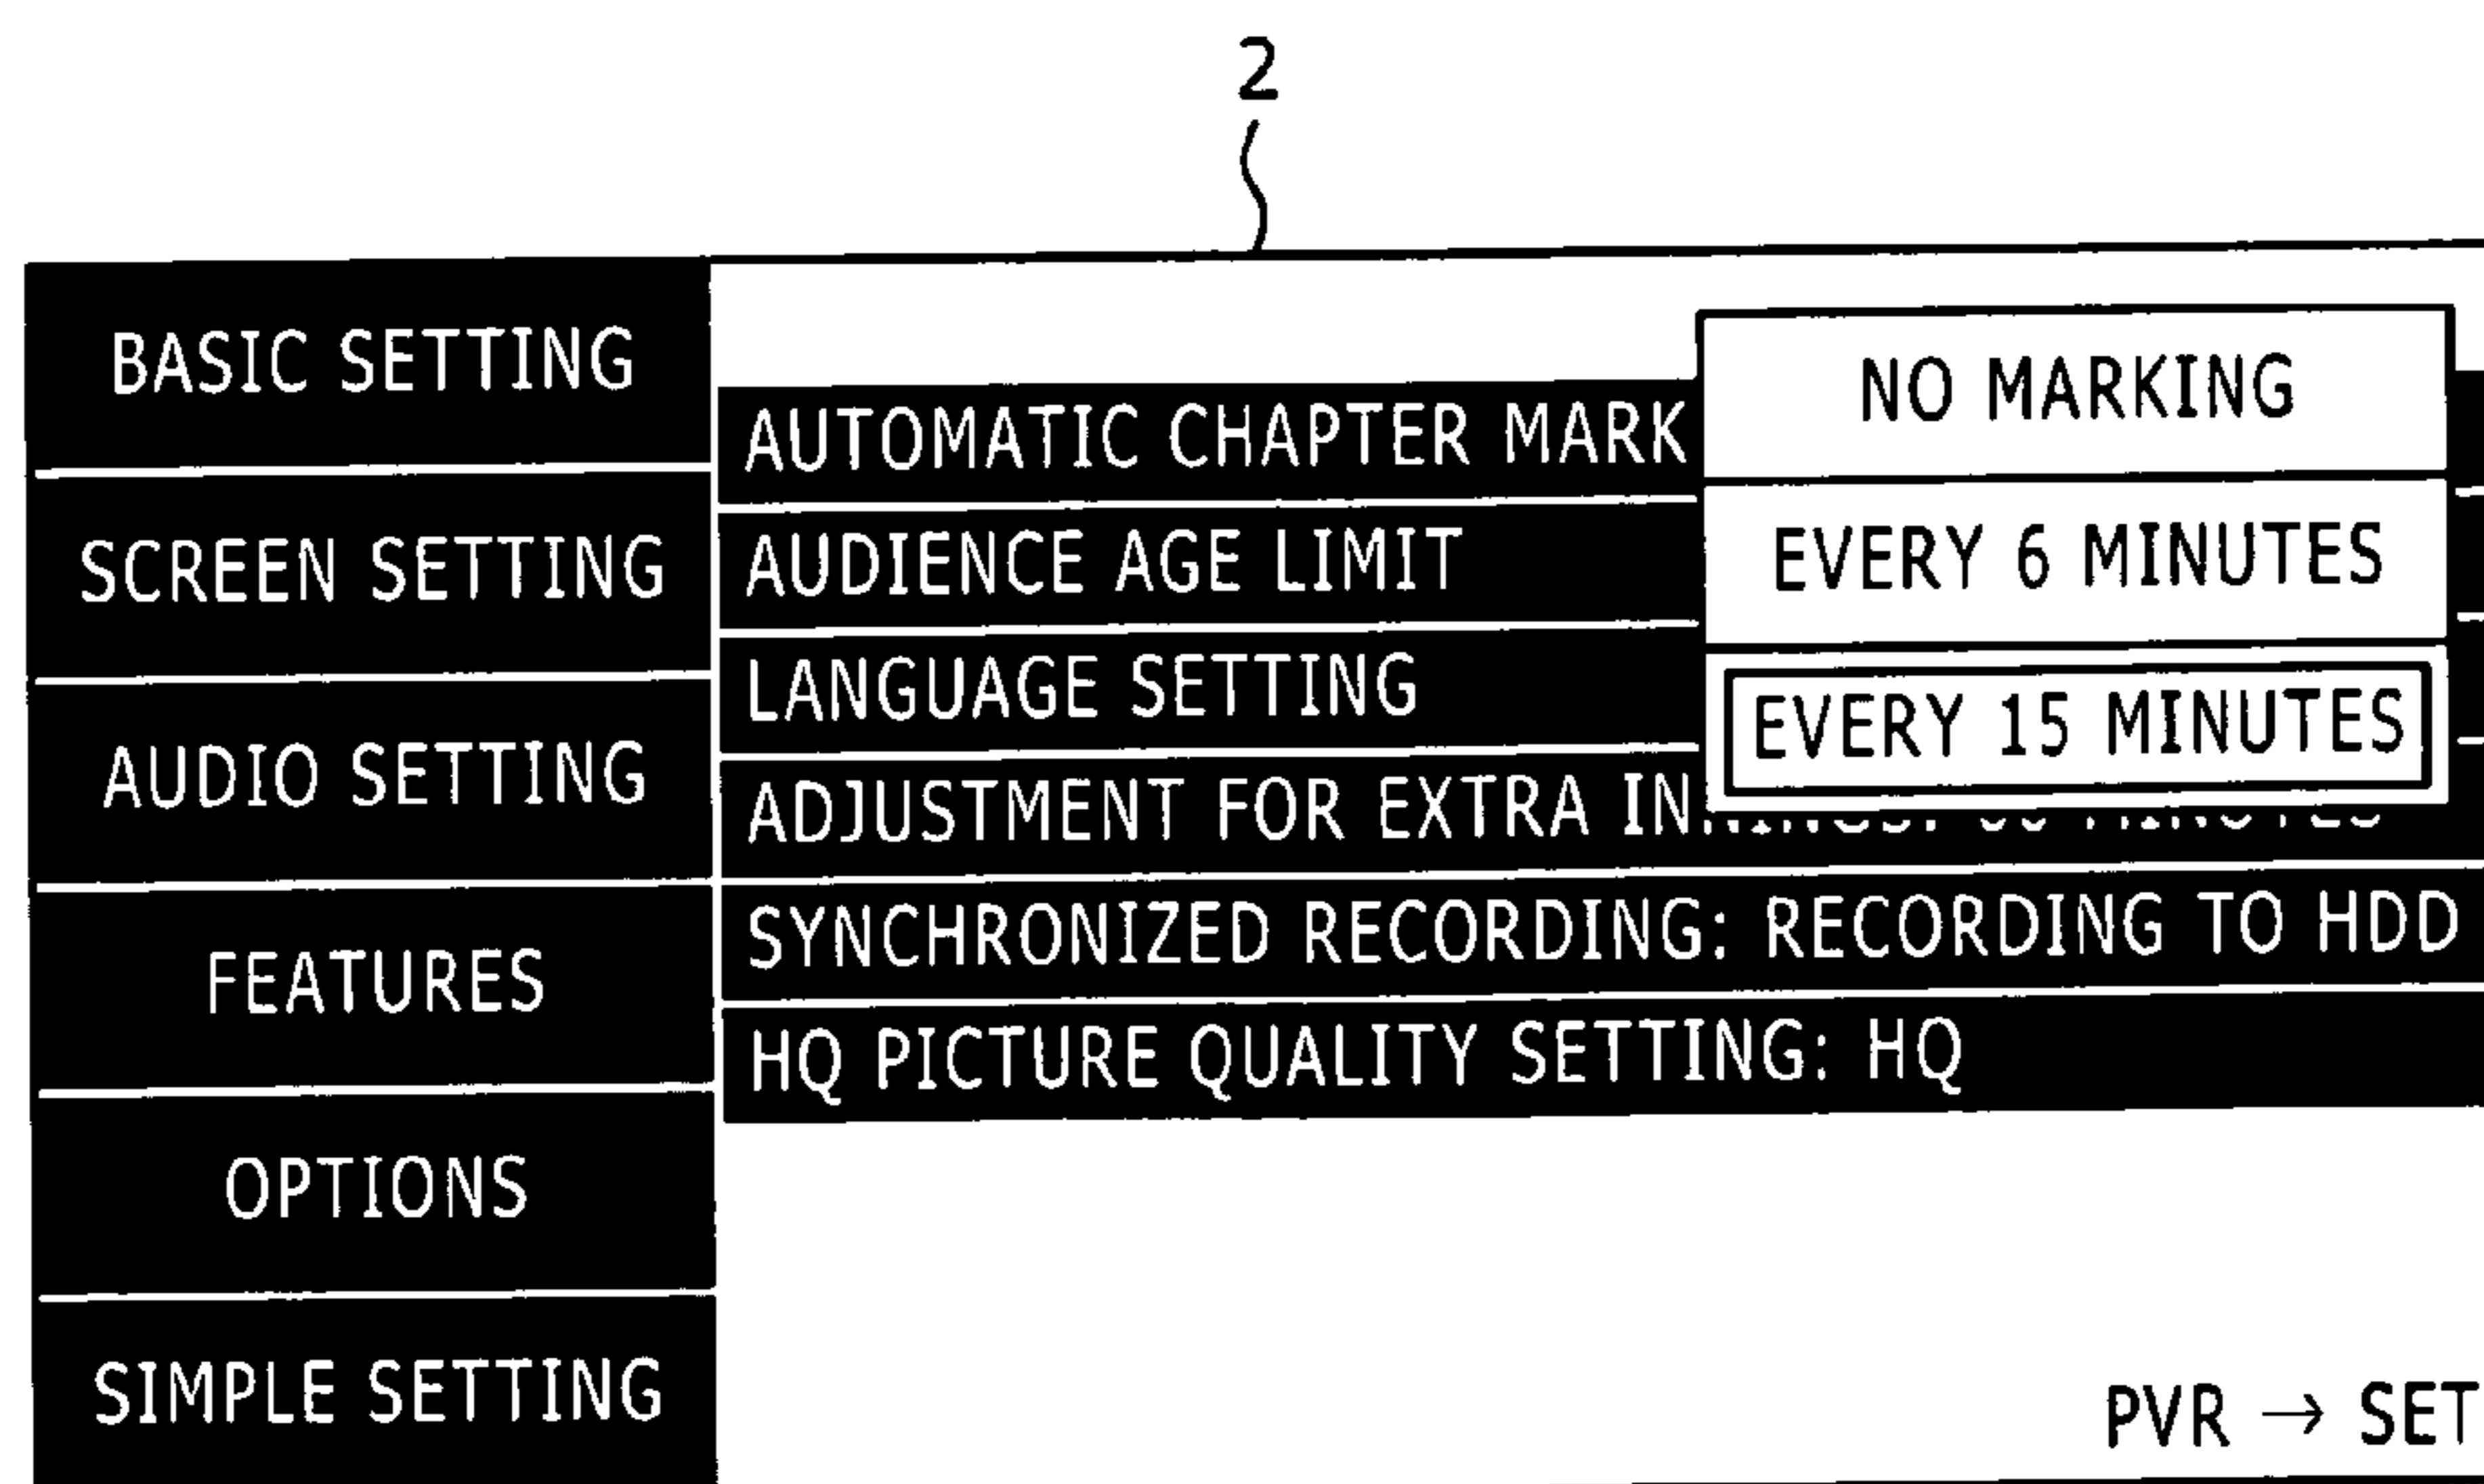 2
BASIC SETTING
SCREEN SETTING
AUDIO SETTING
FEATURES
OPTIONS
SIMPLE SETTING
AUTOMATIC CHAPTER MARK
AUDIENCE AGE LIMIT
LANGUAGE SETTING
ADJUSTMENT FOR EXTRA
SYNCHRONIZED RECORDING: RECORDING TO HDD
HQ PICTURE QUALITY SETTING: HQ
NO MARKING
EVERY 6 MINUTES
EVERY 15 MINUTES
PVR → SET